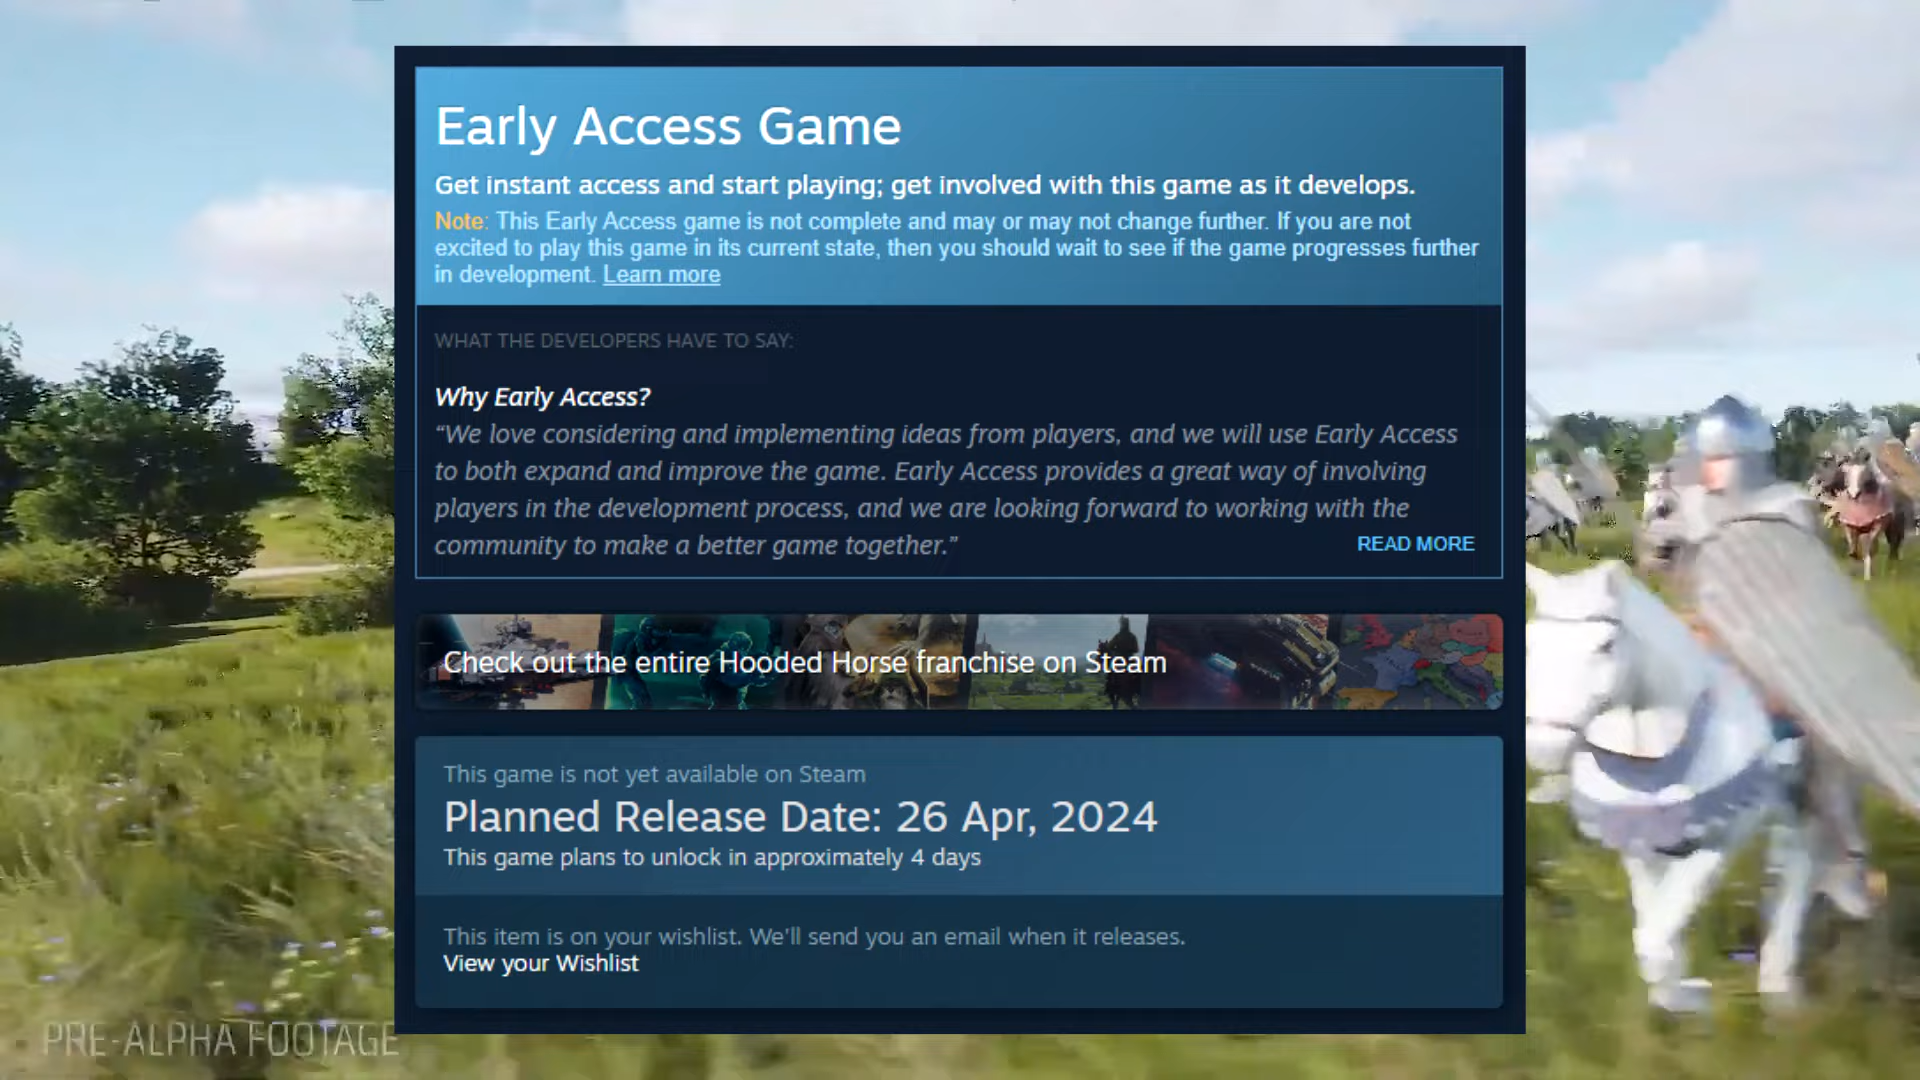 Early Access Game
Get instant access and start playing; get involved with this game as it develops.
Note: This Early Access game is not complete and may or may not change further. If you are not
excited to play this game in its current state, then you should wait to see if the game progresses further
in development. Learn more
WHAT THE DEVELOPERS HAVE TO SAY:
Why Early Access?
“We love considering and implementing ideas from players, and we will use Early Access
to both expand and improve the game. Early Access provides a great way of involving
players in the development process, and we are looking forward to working with the
community to make a better game together.”
READ MORE
Check out the entire Hooded Horse franchise on Steam
This game is not yet available on Steam
Planned Release Date: 26 Apr, 2024
This game plans to unlock in approximately 4 days
This item is on your wishlist. We'll send you an email when it releases.
View your Wishlist
PRE-ALPHA FOOTAGE